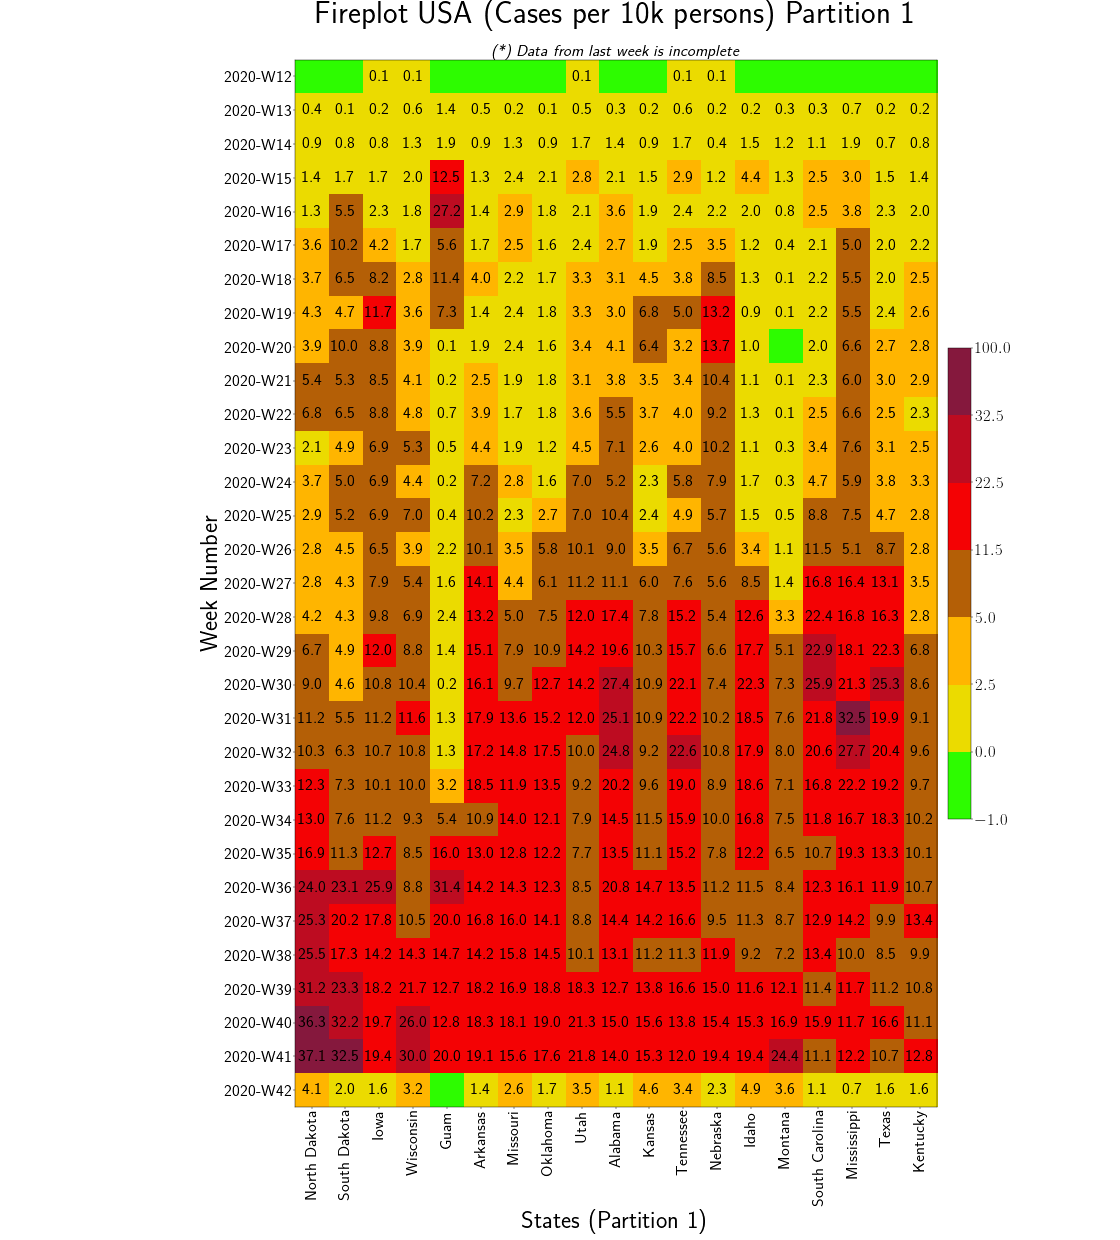 Fireplot USA (Cases per 10k persons) Partition 1
(*) Data from last week is incomplete
2020-W12 0.1 0.1 0.1 0.1 0.1
2020-W13 0.4 0.1 0.2 0.6 1.4 0.5 0.2 0.1 0.5 0.3 0.2 0.6 0.2 0.2 0.3 0.3 0.7 0.2 0.2
2020-W14 0.9 0.8 0.8 1.3 1.9 0.9 1.3 0.9 1.7 1.4 0.9 1.7 0.4 1.5 1.2 1.1 1.9 0.7 0.8
2020-W15 1.4 1.7 1.7 2.0 12.5 1.3 2.4 2.1 2.8 2.1 1.5 2.9 1.2 4.4 1.3 2.5 3.0 1.5 1.4
2020-W16 1.3 5.5 2.3 1.8 27.2 1.4 2.9 1.8 2.1 3.6 1.9 2.4 2.2 2.0 0.8 2.5 3.8 2.3 2.0
2020-W17 3.6 10.2 4.2 1.7 5.6 1.7 2.5 1.6 2.4 2.7 1.9 2.5 3.5 1.2 0.4 2.1 5.0 2.0 2.2
2020-W18 3.7 6.5 8.2 2.8 11.4 4.0 2.2 1.7 3.3 3.1 4.5 3.8 8.5 1.3 0.1 2.2 5.5 2.0 2.5
2020-W19 4.3 4.7 11.7 3.6 7.3 1.4 2.4 1.8 3.3 3.0 6.8 5.0 13.2 0.9 0.1 2.2 5.5 2.4 2.6
2020-W20 3.9 10.0 8.8 3.9 0.1 1.9 2.4 1.6 3.4 4.1 6.4 3.2 13.7 1.0 2.0 6.6 2.7 2.8
2020-W21 5.4 5.3 8.5 4.1 0.2 2.5 1.9 1.8 3.1 3.8 3.5 3.4 10.4 1.1 0.1 2.3 6.0 3.0 2.9
2020-W22 6.8 6.5 8.8 4.8 0.7 3.9 1.7 1.8 3.6 5.5 3.7 4.0 9.2 1.3 0.1 2.5 6.6 2.5 2.3
2020-W23 2.1 4.9 6.9 5.3 0.5 4.4 1.9 1.2 4.5 7.1 2.6 4.0 10.2 1.1 0.3 3.4 7.6 3.1 2.5
2020-W24 3.7 5.0 6.9 4.4 0.2 7.2 2.8 1.6 7.0 5.2 2.3 5.8 7.9 1.7 0.3 4.7 5.9 3.8 3.3
2020-W25 2.9 5.2 6.9 7.0 0.4 10.2 2.3 2.7 7.0 10.4 2.4 4.9 5.7 1.5 0.5 8.8 7.5 4.7 2.8
2020-W26 2.8 4.5 6.5 3.9 2.2 10.1 3.5 5.8 10.1 9.0 3.5 6.7 5.6 3.4 1.1 11.5 5.1 8.7 2.8
2020-W27 2.8 4.3 7.9 5.4 1.6 14.1 4.4 6.1 11.2 11.1 6.0 7.6 5.6 8.5 1.4 16.8 16.4 13.1 3.5
2020-W28 4.2 4.3 9.8 6.9 2.4 13.2 5.0 7.5 12.0 17.4 7.8 15.2 5.4 12.6 3.3 22.4 16.8 16.3 2.8
2020-W29 6.7 4.9 12.0 8.8 1.4 15.1 7.9 10.9 14.2 19.6 10.3 15.7 6.6 17.7 5.1 22.9 18.1 22.3 6.8
2020-W30 9.0 4.6 10.8 10.4 0.2 16.1 9.7 12.7 14.2 27.4 10.9 22.1 7.4 22.3 7.3 25.9 21.3 25.3 8.6
2020-W31 11.2 5.5 11.2 11.6 1.3 17.9 13.6 15.2 12.0 25.1 10.9 22.2 10.2 18.5 7.6 21.8 32.5 19.9 9.1
2020-W32 10.3 6.3 10.7 10.8 1.3 17.2 14.8 17.5 10.0 24.8 9.2 22.6 10.8 17.9 8.0 20.6 27.7 20.4 9.6
2020-W33 12.3 7.3 10.1 10.0 3.2 18.5 11.9 13.5 9.2 20.2 9.6 19.0 8.9 18.6 7.1 16.8 22.2 19.2 9.7
2020-W34 13.0 7.6 11.2 9.3 5.4 10.9 14.0 12.1 7.9 14.5 11.5 15.9 10.0 16.8 7.5 11.8 16.7 18.3 10.2
2020-W35 16.9 11.3 12.7 8.5 16.0 13.0 12.8 12.2 7.7 13.5 11.1 15.2 7.8 12.2 6.5 10.7 19.3 13.3 10.1
2020-W36 24.0 23.1 25.9 8.8 31.4 14.2 14.3 12.3 8.5 20.8 14.7 13.5 11.2 11.5 8.4 12.3 16.1 11.9 10.7
2020-W37 25.3 20.2 17.8 10.5 20.0 16.8 16.0 14.1 8.8 14.4 14.2 16.6 9.5 11.3 8.7 12.9 14.2 9.9 13.4
2020-W38 25.5 17.3 14.2 14.3 14.7 14.2 15.8 14.5 10.1 13.1 11.2 11.3 11.9 9.2 7.2 13.4 10.0 8.5 9.9
2020-W39 31.2 23.3 18.2 21.7 12.7 18.2 16.9 18.8 18.3 12.7 13.8 16.6 15.0 11.6 12.1 11.4 11.7 11.2 10.8
2020-W40 36.3 32.2 19.7 26.0 12.8 18.3 18.1 19.0 21.3 15.0 15.6 13.8 15.4 15.3 16.9 15.9 11.7 16.6 11.1
2020-W41 37.1 32.5 19.4 30.0 20.0 19.1 15.6 17.6 21.8 14.0 15.3 12.0 19.4 19.4 24.4 11.1 12.2 10.7 12.8
2020-W42 4.1 2.0 1.6 3.2 1.4 2.6 1.7 3.5 1.1 4.6 3.4 2.3 4.9 3.6 1.1 0.7 1.6 1.6
Week Number
North Dakota
South Dakota
Iowa
Wisconsin
Guam
Arkansas
Missouri
Oklahoma
Utah
Alabama
Kansas
Tennessee
Nebraska
Idaho
Montana
South Carolina
Mississippi
Texas
Kentucky
States (Partition 1)
100.0
32.5
22.5
11.5
5.0
2.5
0.0
−1.0